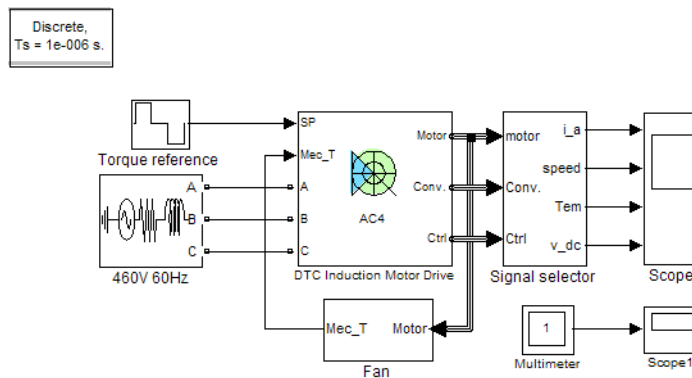 Discrete,
Ts = 1e-006 s.
Torque reference
SP
Mec_T
A
B
C
Motor
Conv.
Ctrl
AC4
DTC Induction Motor Drive
A
B
C
460V 60Hz
motor
Conv.
Ctrl
i_a
speed
Tem
v_dc
Signal selector
Scope
Mec_T
Motor
Fan
1
Multimeter
Scope1